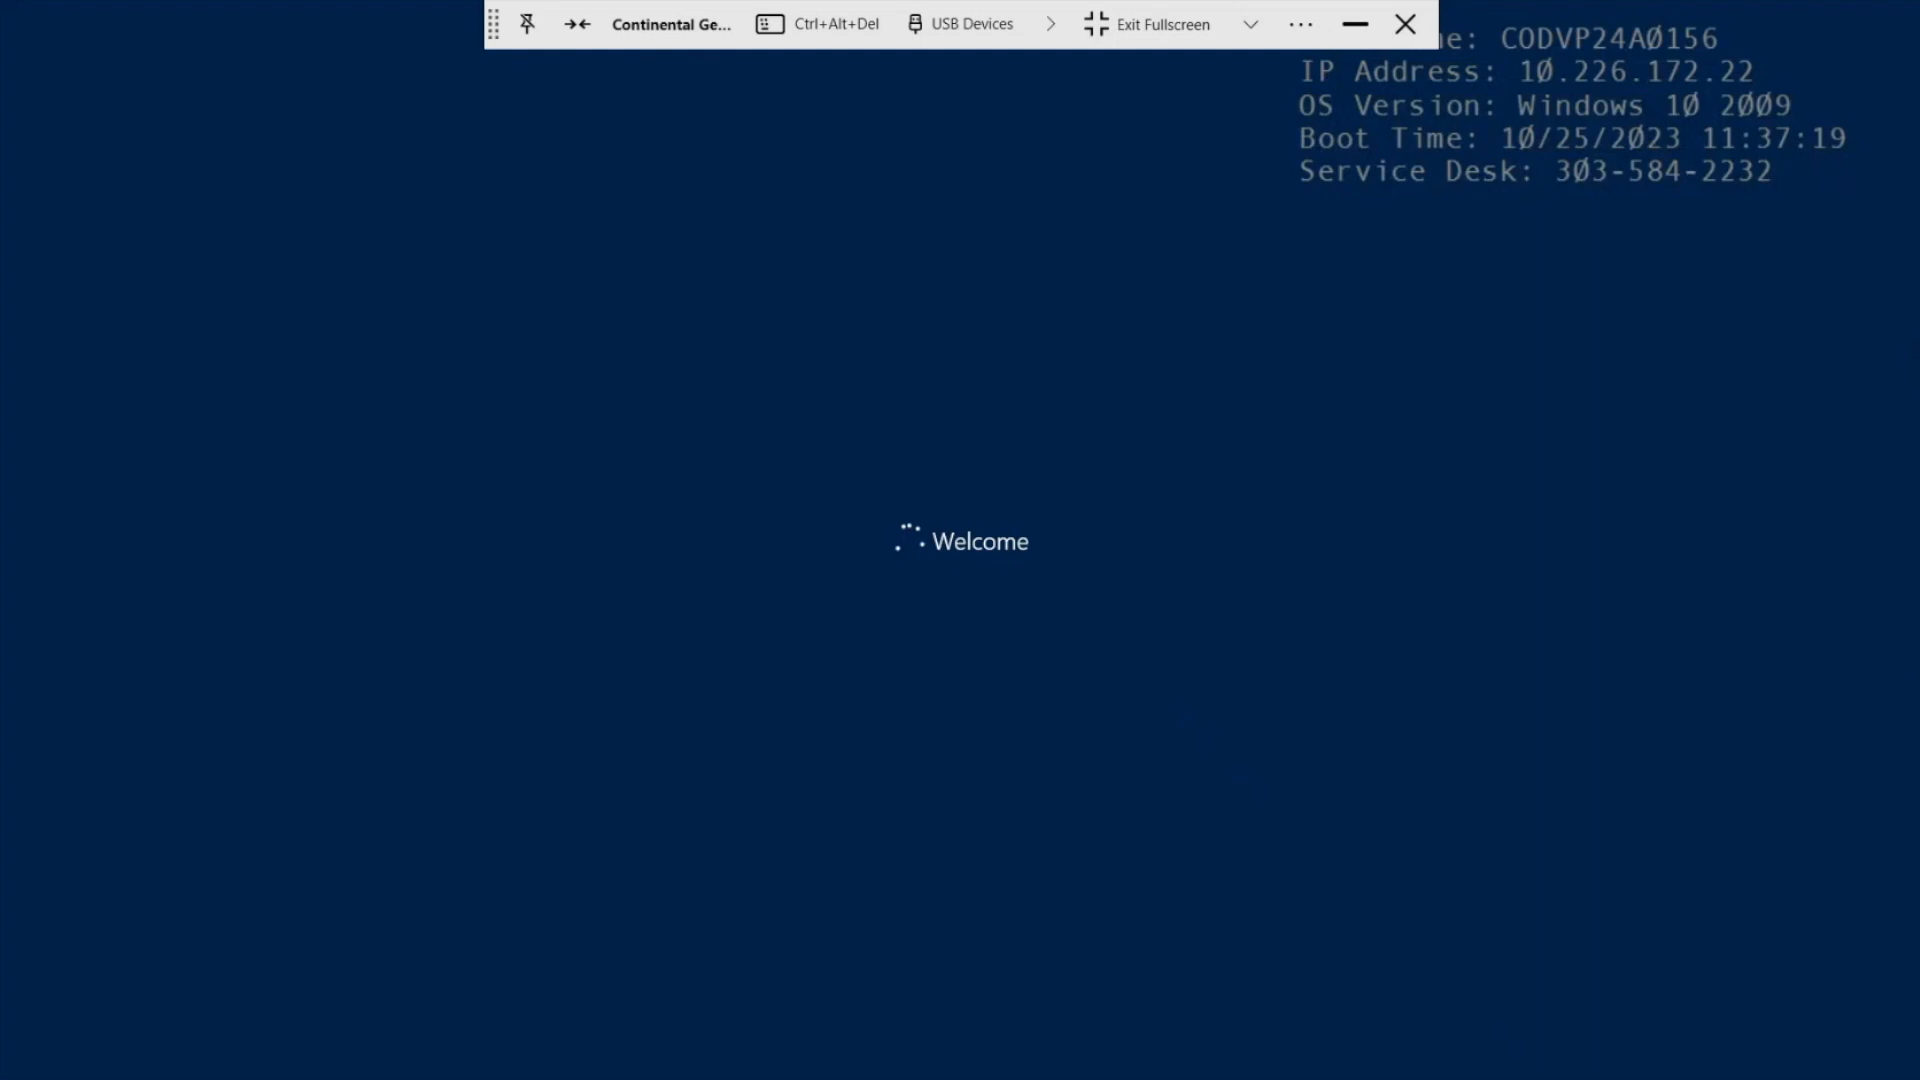 Continental Ge... Ctrl+Alt+Del USB Devices Exit Fullscreen
e: CODVP24A0156
IP Address: 10.226.172.22
OS Version: Windows 10 2009
Boot Time: 10/25/2023 11:37:19
Service Desk: 303-584-2232
Welcome